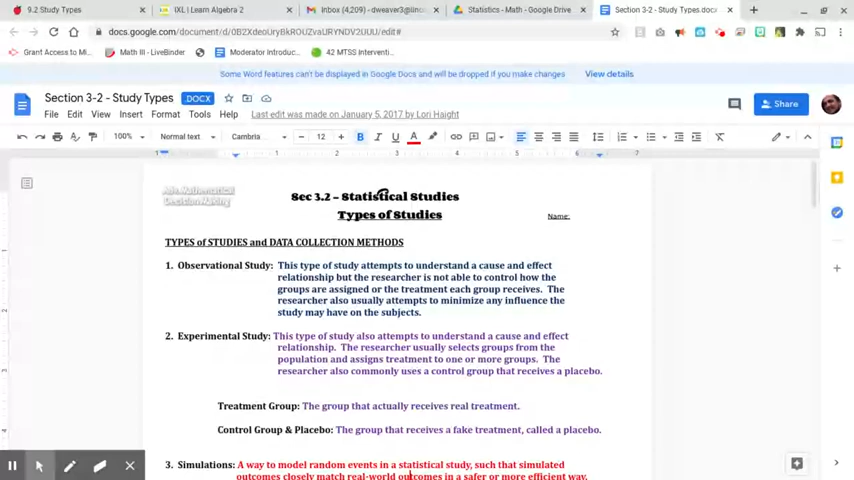 9.2 Study Types
IXL | Learn Algebra 2
Inbox (4,209) - dweaver3@lind
Statistics - Math - Google Drive
Section 3-2 - Study Types.docx
docs.google.com/document/d/0B2XdeoUryBkROUZvaURYNDV2UUU/edit#
Grant Access to Mist...
Math III - LiveBinder
Moderator Introduc...
42 MTSS Interventi...
Some Word features can't be displayed in Google Docs and will be dropped if you make changes
View details
Section 3-2 - Study Types
.DOCX
File Edit View Insert Format Tools Help
Last edit was made on January 5, 2017 by Lori Haight
Share
100%
Normal text
Cambria ...
12
Adv. Mathematical
Decision Making
Sec 3.2 – Statistical Studies
Types of Studies
Name:
TYPES of STUDIES and DATA COLLECTION METHODS
1. Observational Study: This type of study attempts to understand a cause and effect
relationship but the researcher is not able to control how the
groups are assigned or the treatment each group receives. The
researcher also usually attempts to minimize any influence the
study may have on the subjects.
2. Experimental Study: This type of study also attempts to understand a cause and effect
relationship. The researcher usually selects groups from the
population and assigns treatment to one or more groups. The
researcher also commonly uses a control group that receives a placebo.
Treatment Group: The group that actually receives real treatment.
Control Group & Placebo: The group that receives a fake treatment, called a placebo.
3. Simulations: A way to model random events in a statistical study, such that simulated
outcomes closely match real-world outcomes in a safer or more efficient way.